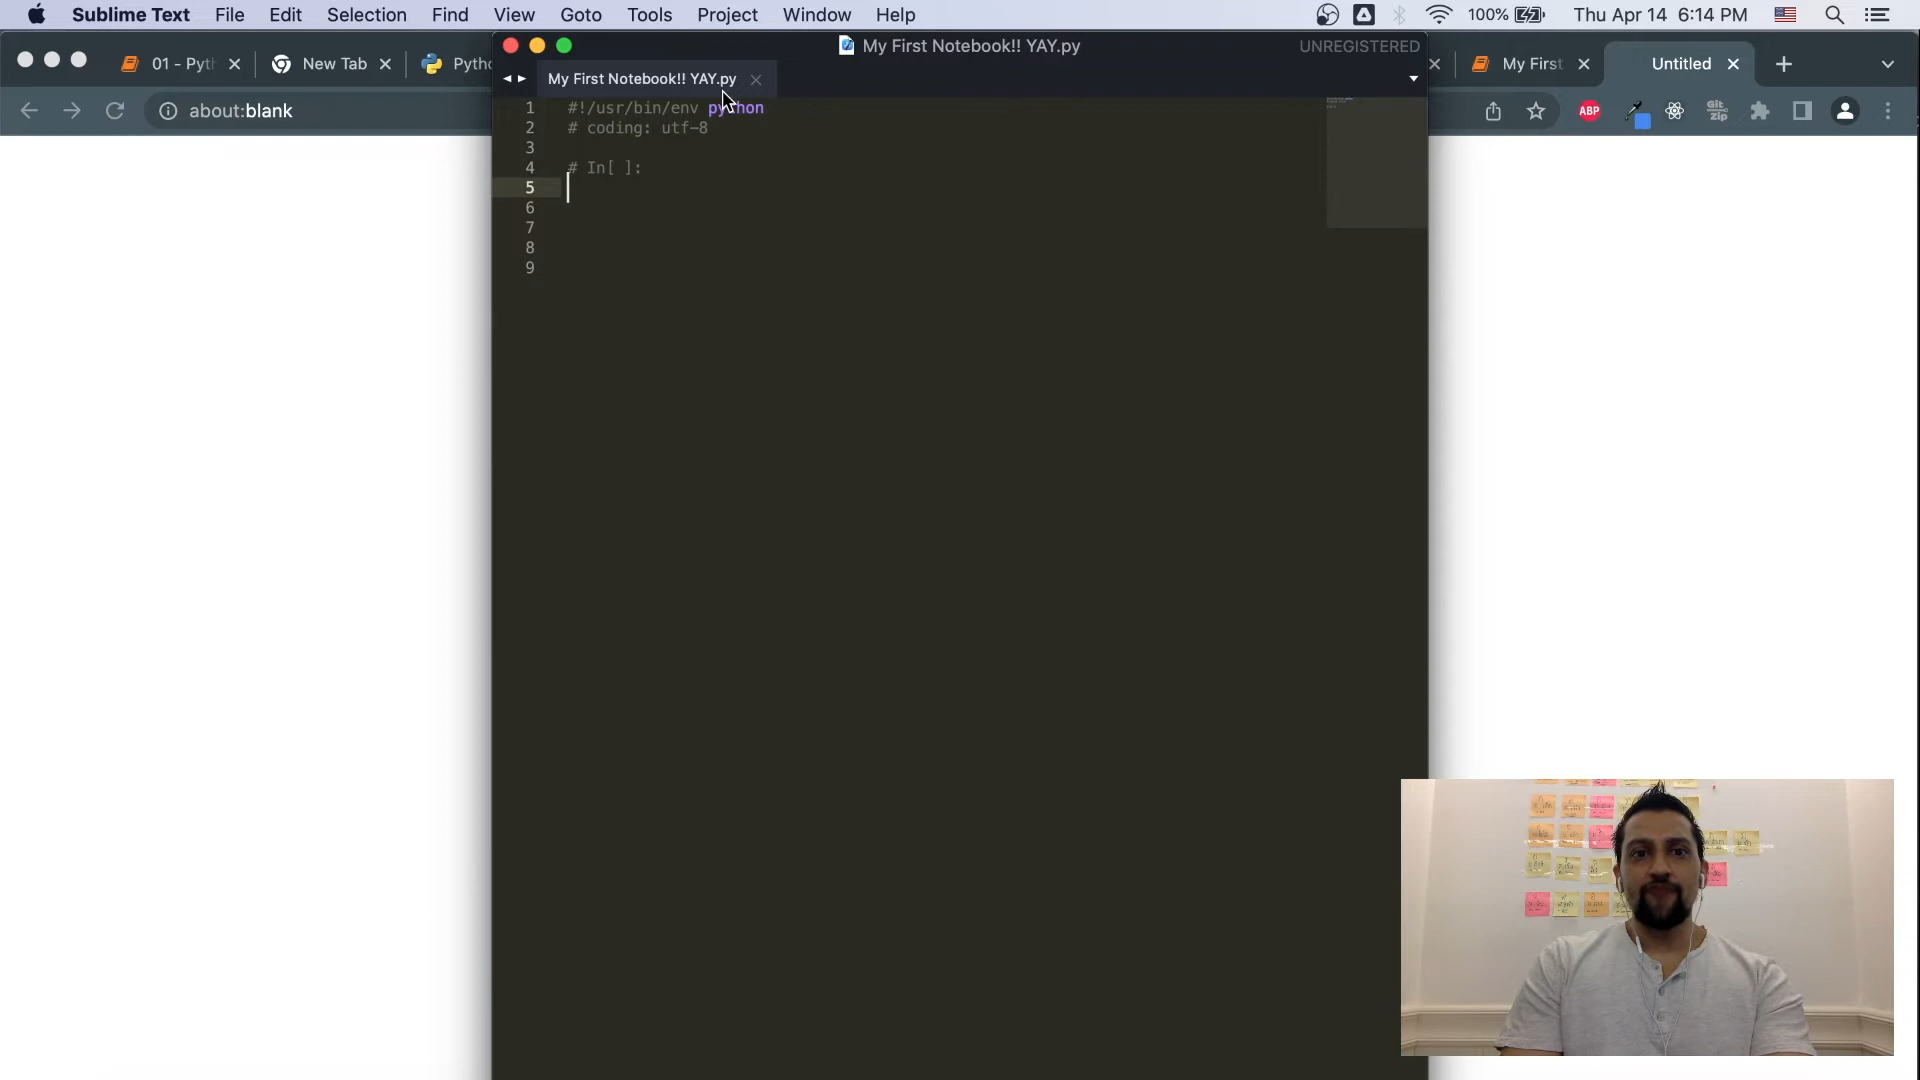 Sublime Text File Edit Selection Find View Goto Tools Project Window Help 100% Thu Apr 14 6:14 PM
My First Notebook!! YAY.py UNREGISTERED
01 - Pyth New Tab Pytho My First Untitled
My First Notebook!! YAY.py
about:blank ABP Git Zip
1 #!/usr/bin/env python
2 # coding: utf-8
3
4 # In[ ]:
5
6
7
8
9